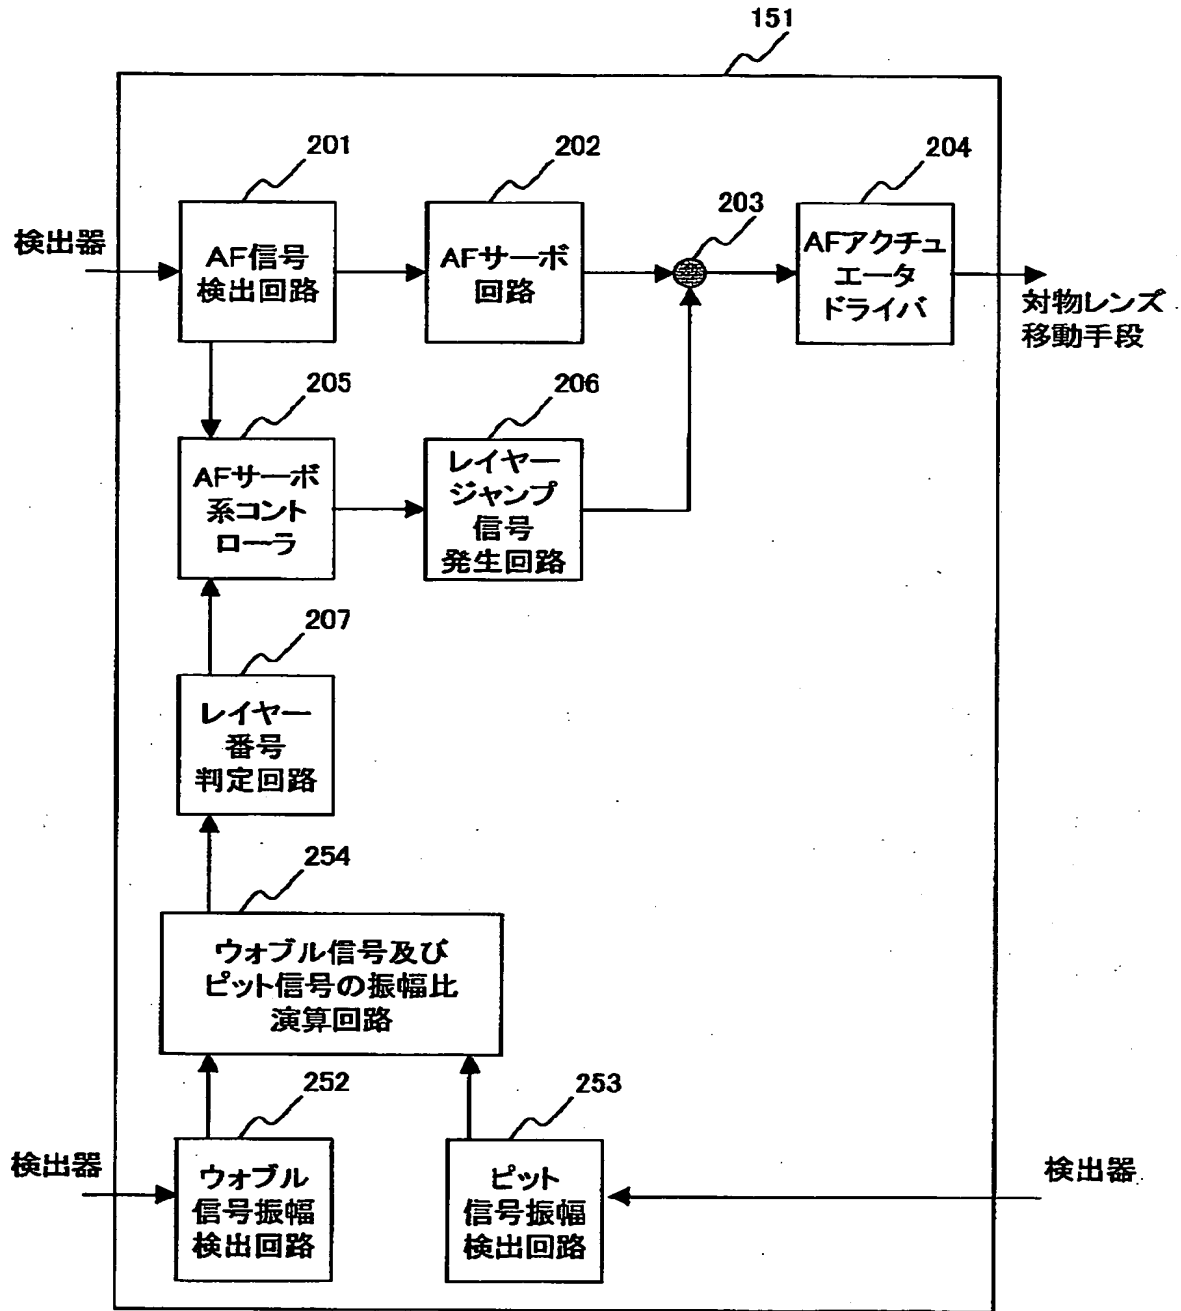 151
201
202
203
204
検出器
AF信号
検出回路
AFサーボ
回路
AFアクチュ
エータ
ドライバ
対物レンズ
移動手段
205
206
AFサーボ
系コント
ローラ
レイヤー
ジャンプ
信号
発生回路
207
レイヤー
番号
判定回路
254
ウォブル信号及び
ピット信号の振幅比
演算回路
252
253
検出器
ウォブル
信号振幅
検出回路
ピット
信号振幅
検出回路
検出器